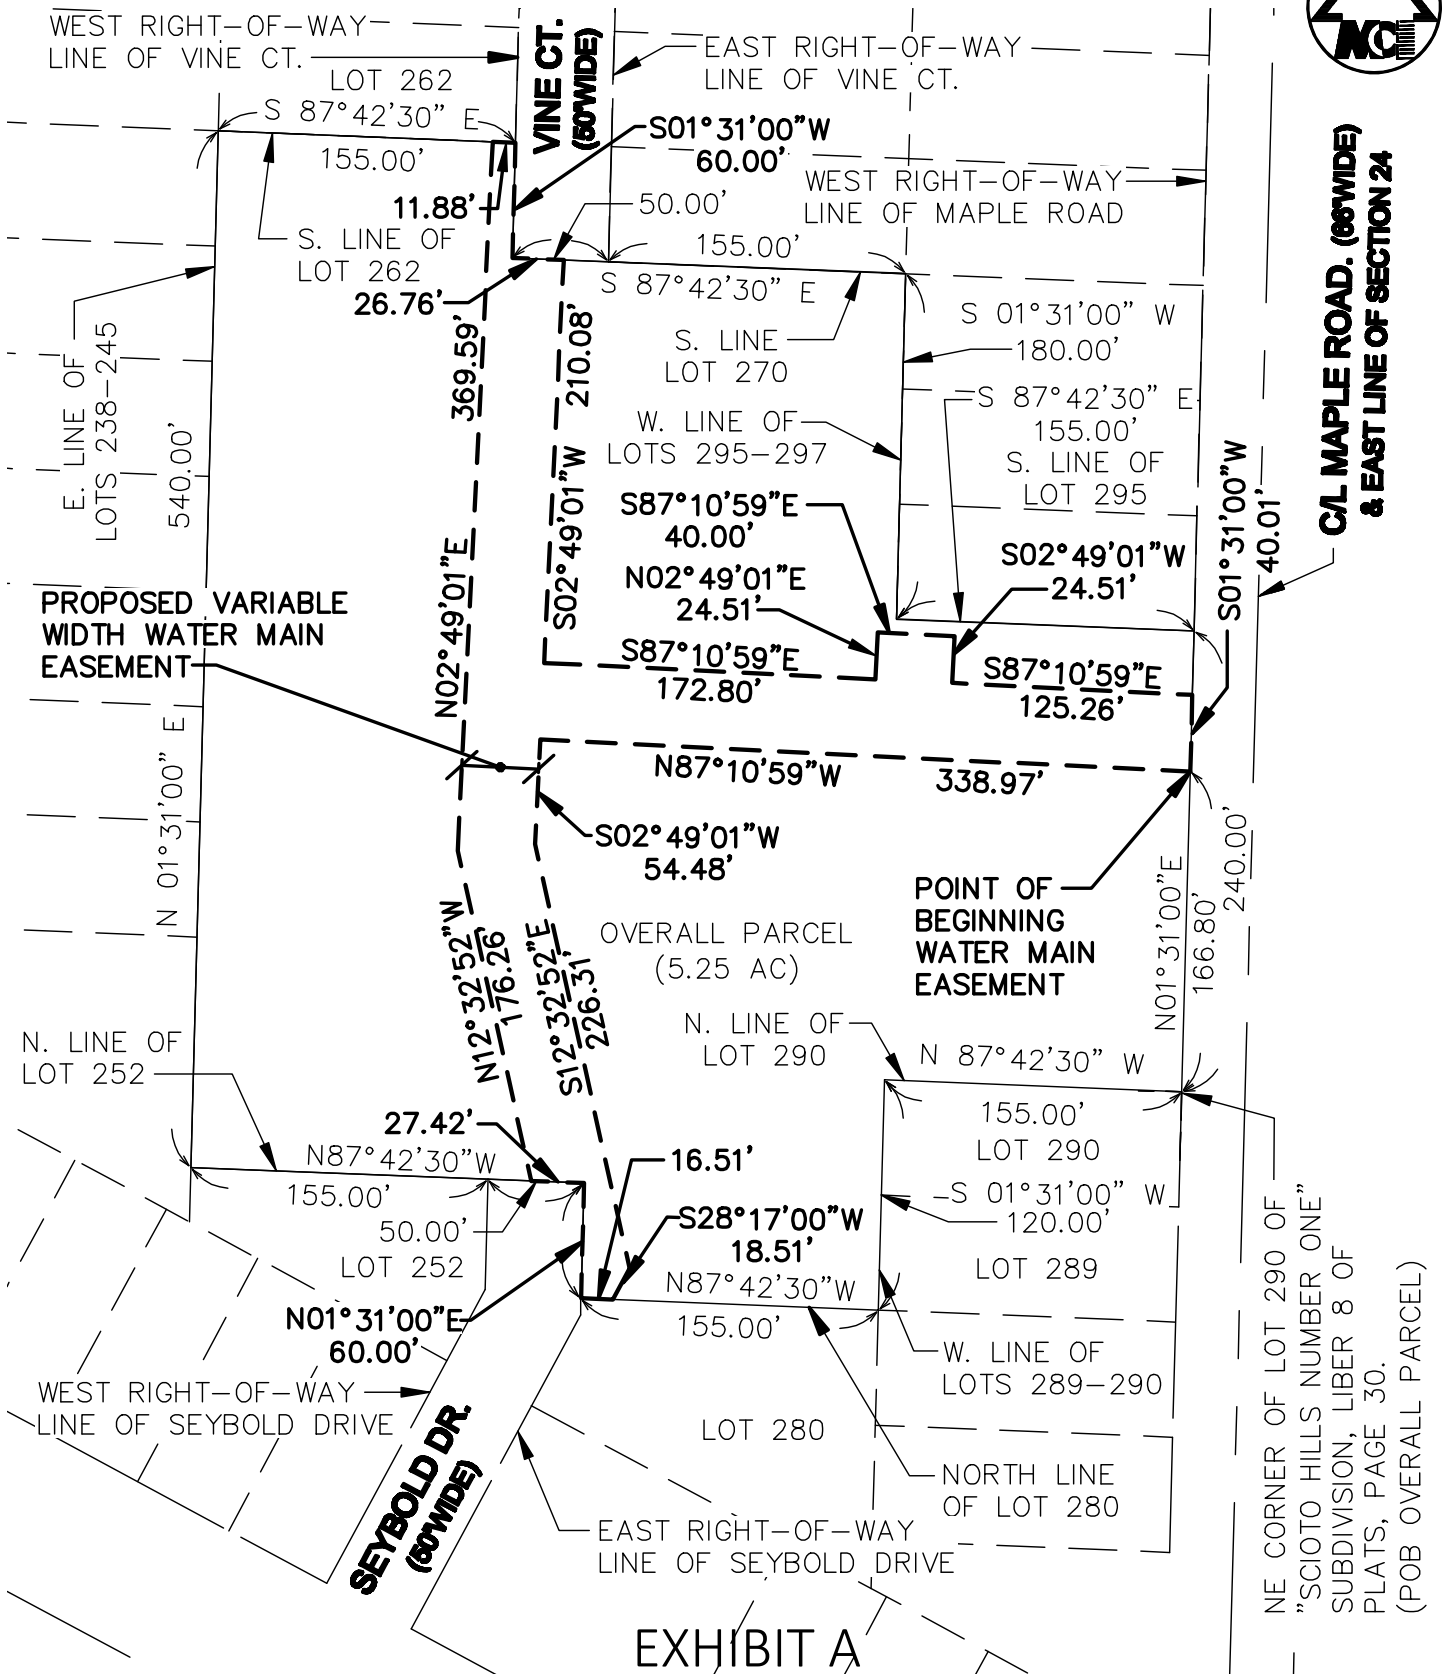 WEST RIGHT-OF-WAY
LINE OF VINE CT.
LOT 262
S 87°42'30" E
155.00'
VINE CT.
(50'WIDE)
EAST RIGHT-OF-WAY
LINE OF VINE CT.
S01°31'00"W
60.00'
WEST RIGHT-OF-WAY
LINE OF MAPLE ROAD
11.88'
S. LINE OF
LOT 262
26.76'
50.00'
155.00'
S 87°42'30" E
S. LINE
LOT 270
S 01°31'00" W
180.00'
W. LINE OF
LOTS 295-297
S 87°42'30" E
155.00'
S. LINE OF
LOT 295
C/L MAPLE ROAD. (66'WIDE)
& EAST LINE OF SECTION 24
E. LINE OF
LOTS 238-245
540.00'
N 01°31'00" E
369.59'
N02°49'01"E
210.08'
S02°49'01"W
S87°10'59"E
40.00'
N02°49'01"E
24.51'
S02°49'01"W
24.51'
S87°10'59"E
172.80'
S87°10'59"E
125.26'
S01°31'00"W
40.01'
PROPOSED VARIABLE
WIDTH WATER MAIN
EASEMENT
N87°10'59"W
338.97'
S02°49'01"W
54.48'
POINT OF
BEGINNING
WATER MAIN
EASEMENT
N01°31'00"E
166.80'
240.00'
OVERALL PARCEL
(5.25 AC)
N12°32'52"W
176.26'
S12°32'52"E
226.31'
N. LINE OF
LOT 290
N 87°42'30" W
155.00'
LOT 290
N. LINE OF
LOT 252
27.42'
N87°42'30"W
155.00'
50.00'
LOT 252
16.51'
S28°17'00"W
18.51'
S 01°31'00" W
120.00'
LOT 289
N01°31'00"E
60.00'
N87°42'30"W
155.00'
W. LINE OF
LOTS 289-290
WEST RIGHT-OF-WAY
LINE OF SEYBOLD DRIVE
LOT 280
SEYBOLD DR.
(50'WIDE)
NORTH LINE
OF LOT 280
EAST RIGHT-OF-WAY
LINE OF SEYBOLD DRIVE
NE CORNER OF LOT 290 OF
"SCIOTO HILLS NUMBER ONE"
SUBDIVISION, LIBER 8 OF
PLATS, PAGE 30.
(POB OVERALL PARCEL)
EXHIBIT A